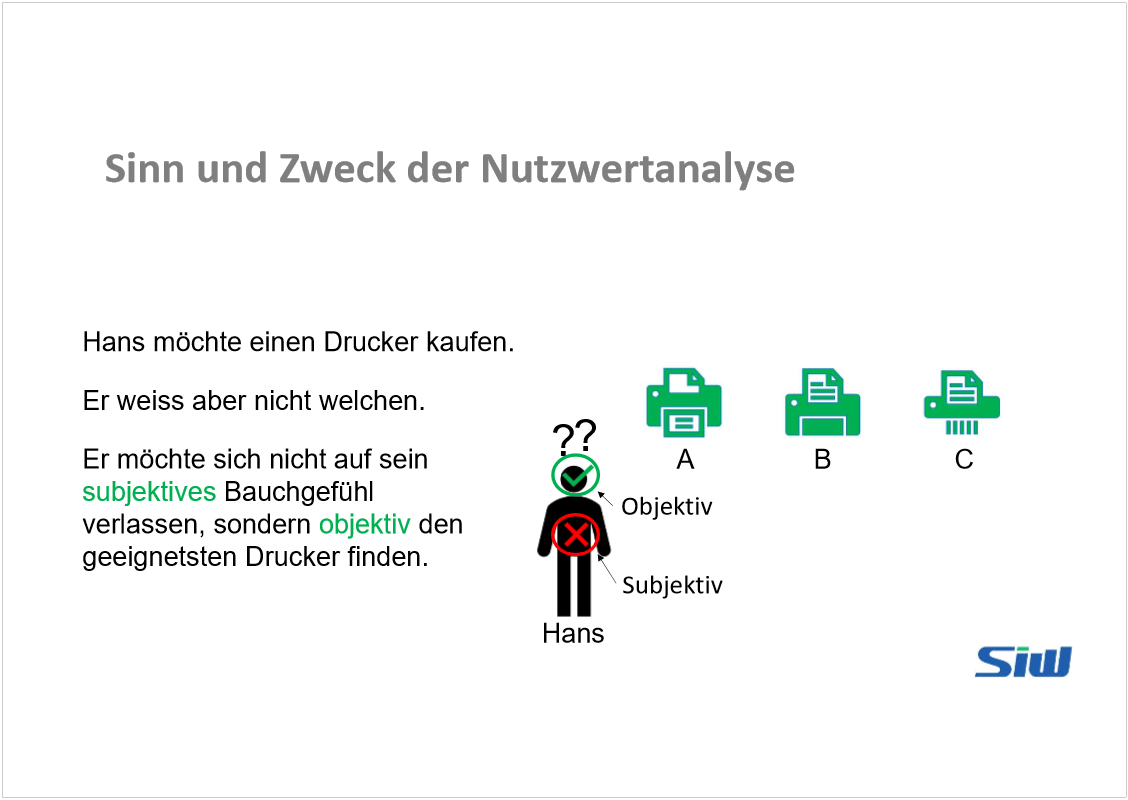 Sinn und Zweck der Nutzwertanalyse
Hans möchte einen Drucker kaufen.
Er weiss aber nicht welchen.
Er möchte sich nicht auf sein
subjektives Bauchgefühl
verlassen, sondern objektiv den
geeignetsten Drucker finden.
??
A
B
C
Objektiv
Subjektiv
Hans
Siw